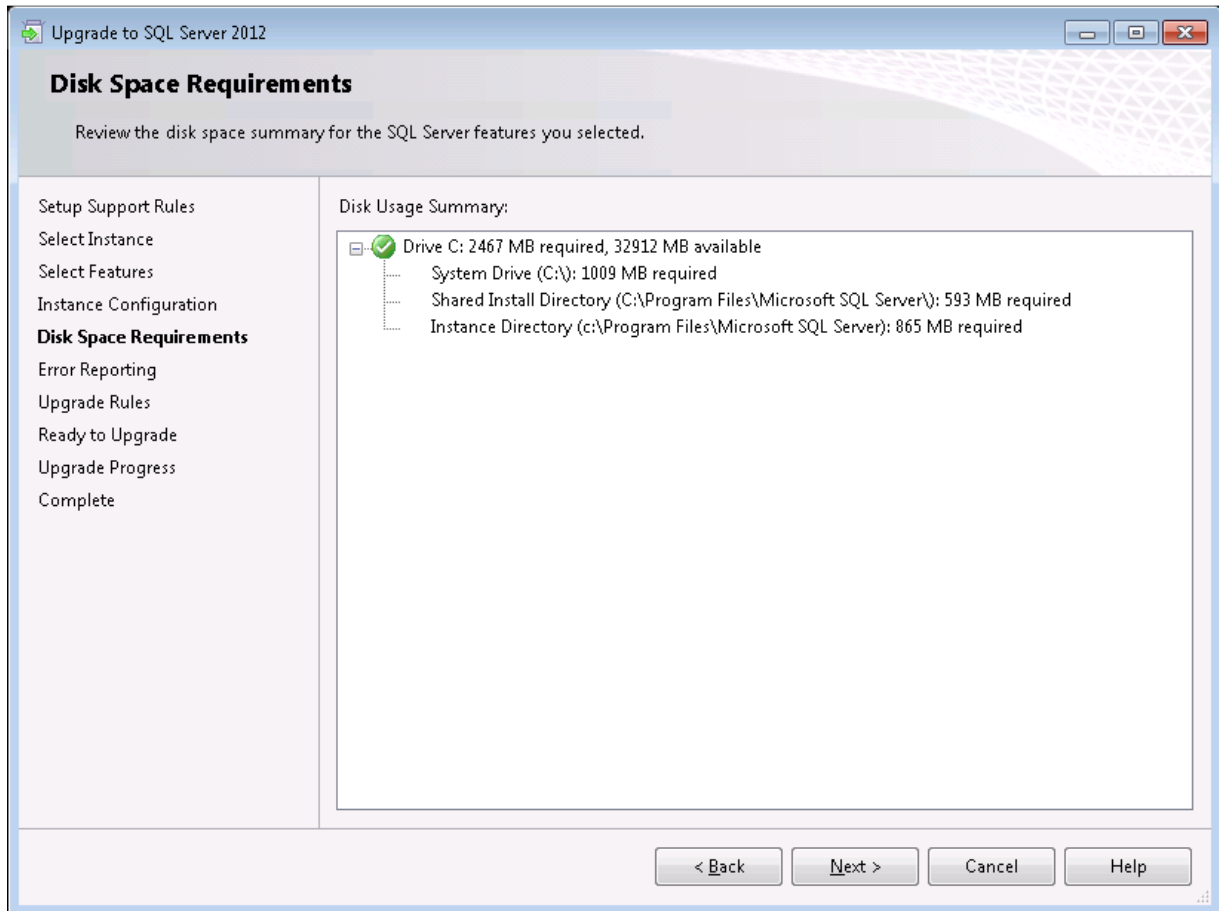 Upgrade to SQL Server 2012
Disk Space Requirements
Review the disk space summary for the SQL Server features you selected.
Setup Support Rules
Select Instance
Select Features
Instance Configuration
Disk Space Requirements
Error Reporting
Upgrade Rules
Ready to Upgrade
Upgrade Progress
Complete
Disk Usage Summary:
Drive C: 2467 MB required, 32912 MB available
System Drive (C:\): 1009 MB required
Shared Install Directory (C:\Program Files\Microsoft SQL Server\): 593 MB required
Instance Directory (c:\Program Files\Microsoft SQL Server): 865 MB required
< Back
Next >
Cancel
Help